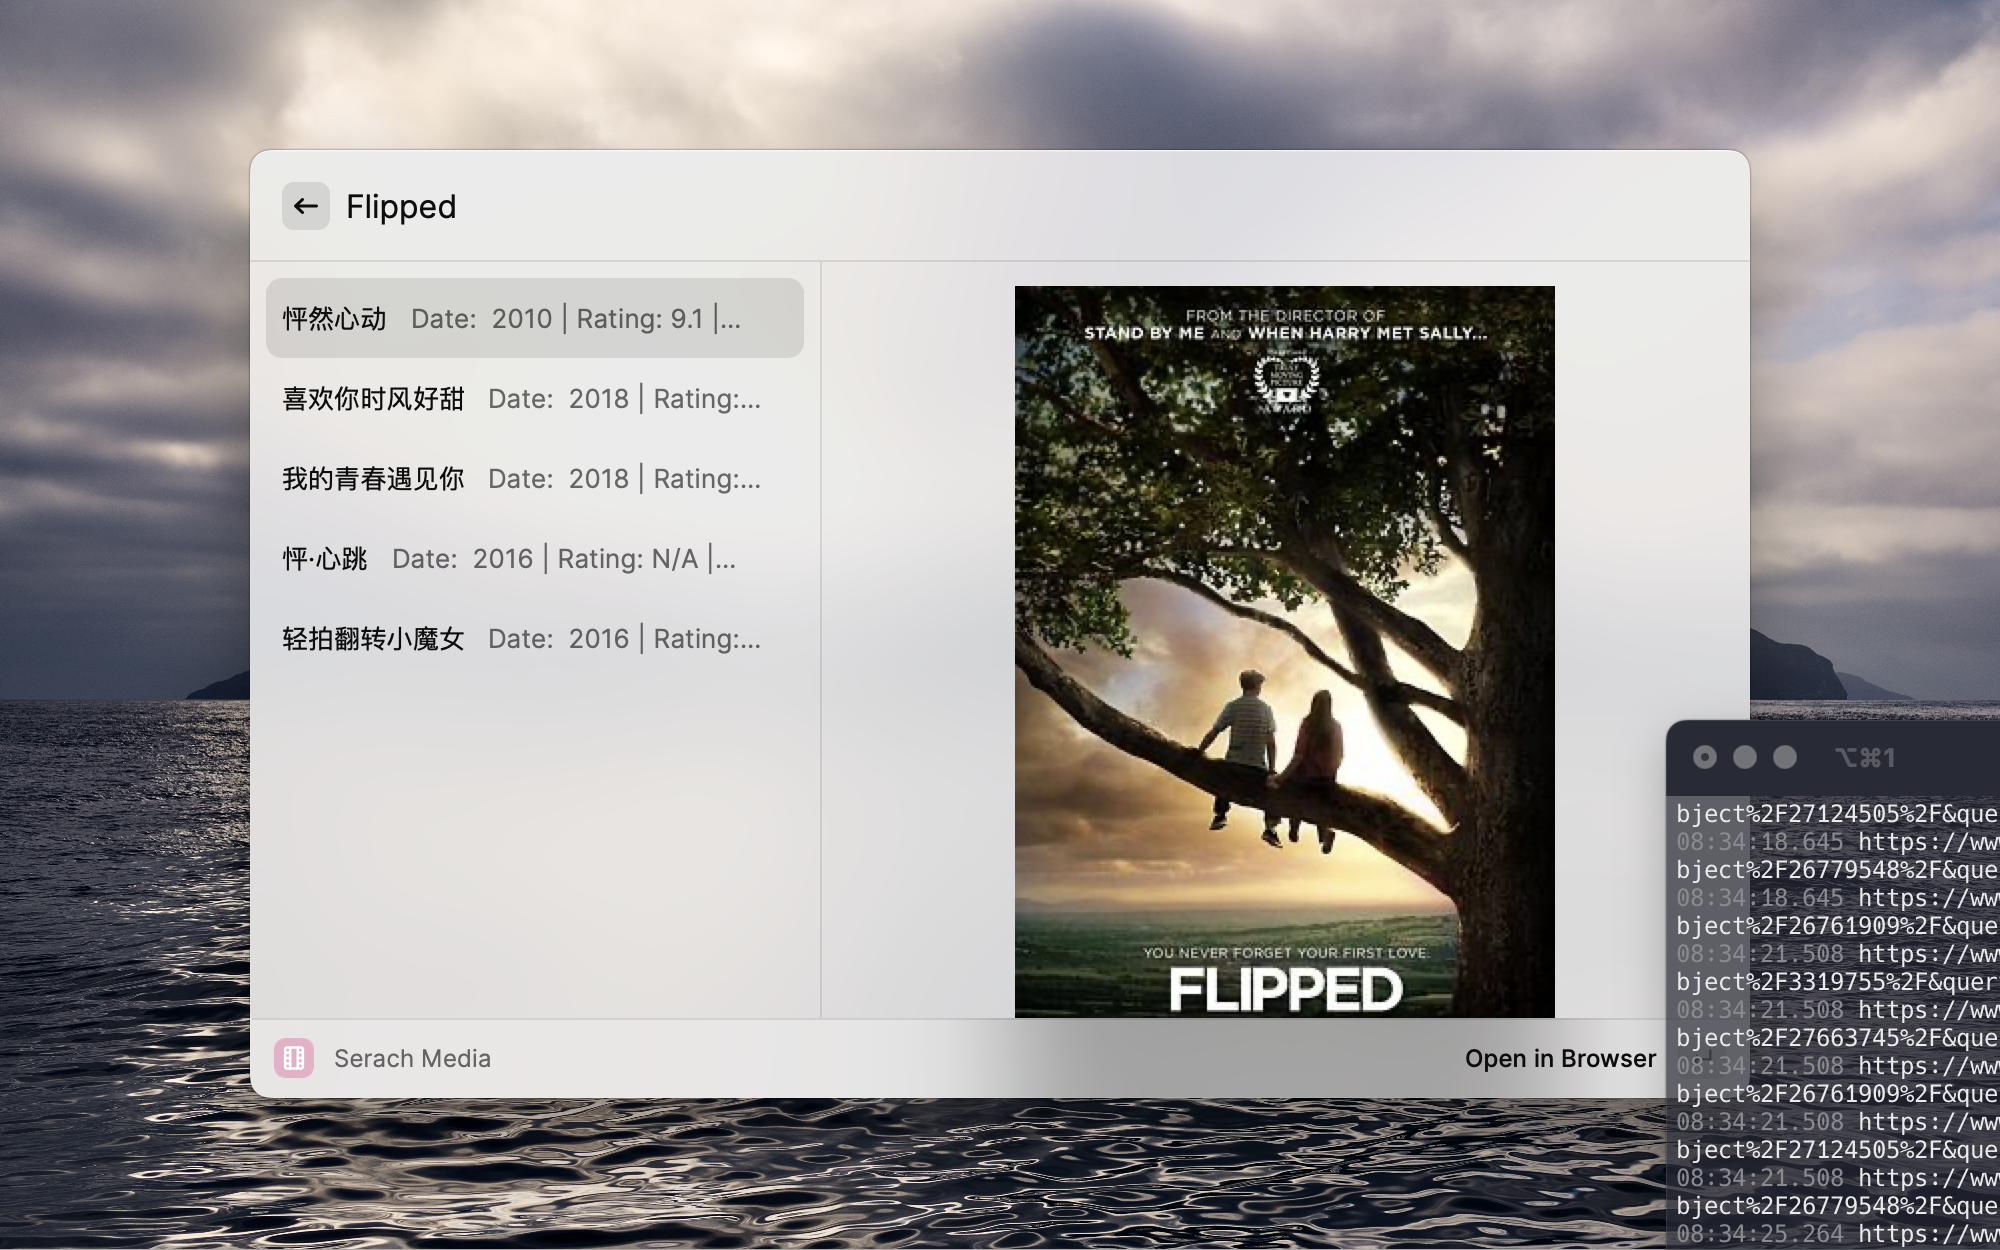 Flipped
怦然心动 Date: 2010 | Rating: 9.1 |...
喜欢你时风好甜 Date: 2018 | Rating:...
我的青春遇见你 Date: 2018 | Rating:...
怦·心跳 Date: 2016 | Rating: N/A |...
轻拍翻转小魔女 Date: 2016 | Rating:...
FROM THE DIRECTOR OF
STAND BY ME AND WHEN HARRY MET SALLY...
TRULY
MOVING
PICTURE
AWARD
YOU NEVER FORGET YOUR FIRST LOVE.
FLIPPED
Serach Media
Open in Browser
⌥⌘1
bject%2F27124505%2F&que
08:34:18.645 https://ww
bject%2F26779548%2F&que
08:34:18.645 https://ww
bject%2F26761909%2F&que
08:34:21.508 https://ww
bject%2F3319755%2F&quer
08:34:21.508 https://ww
bject%2F27663745%2F&que
08:34:21.508 https://ww
bject%2F26761909%2F&que
08:34:21.508 https://ww
bject%2F27124505%2F&que
08:34:21.508 https://ww
bject%2F26779548%2F&que
08:34:25.264 https://ww